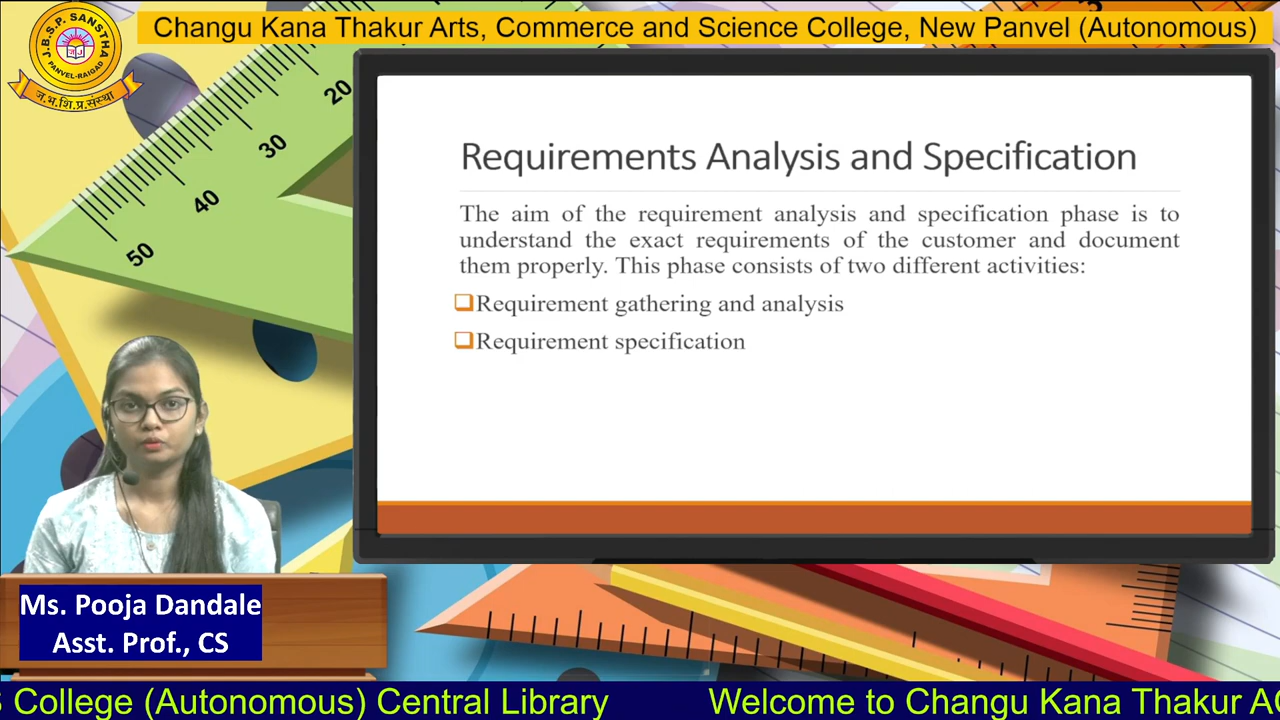 Changu Kana Thakur Arts, Commerce and Science College, New Panvel (Autonomous)
J.B.S.P. SANSTHA
PANVEL-RAIGAD
ज.भ.शि.प्र.संस्था
20
30
40
50
Requirements Analysis and Specification
The aim of the requirement analysis and specification phase is to
understand the exact requirements of the customer and document
them properly. This phase consists of two different activities:
Requirement gathering and analysis
Requirement specification
Ms. Pooja Dandale
Asst. Prof., CS
College (Autonomous) Central Library Welcome to Changu Kana Thakur